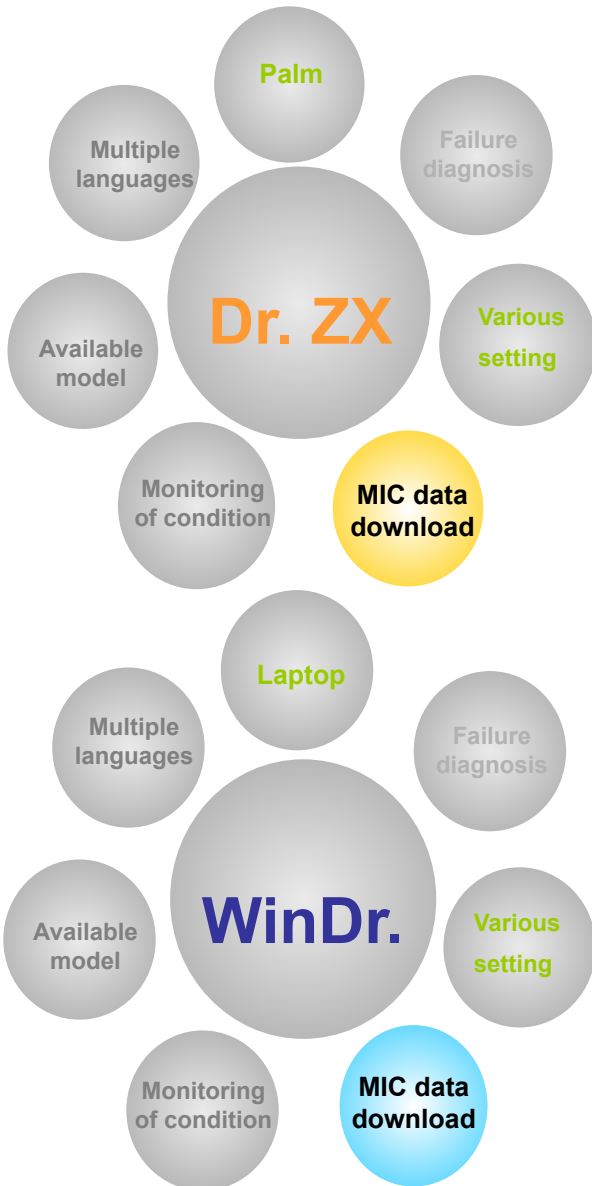 Palm
Multiple
languages
Failure
diagnosis
Dr. ZX
Various
setting
Available
model
Monitoring
of condition
MIC data
download
Laptop
Multiple
languages
Failure
diagnosis
WinDr.
Various
setting
Available
model
Monitoring
of condition
MIC data
download